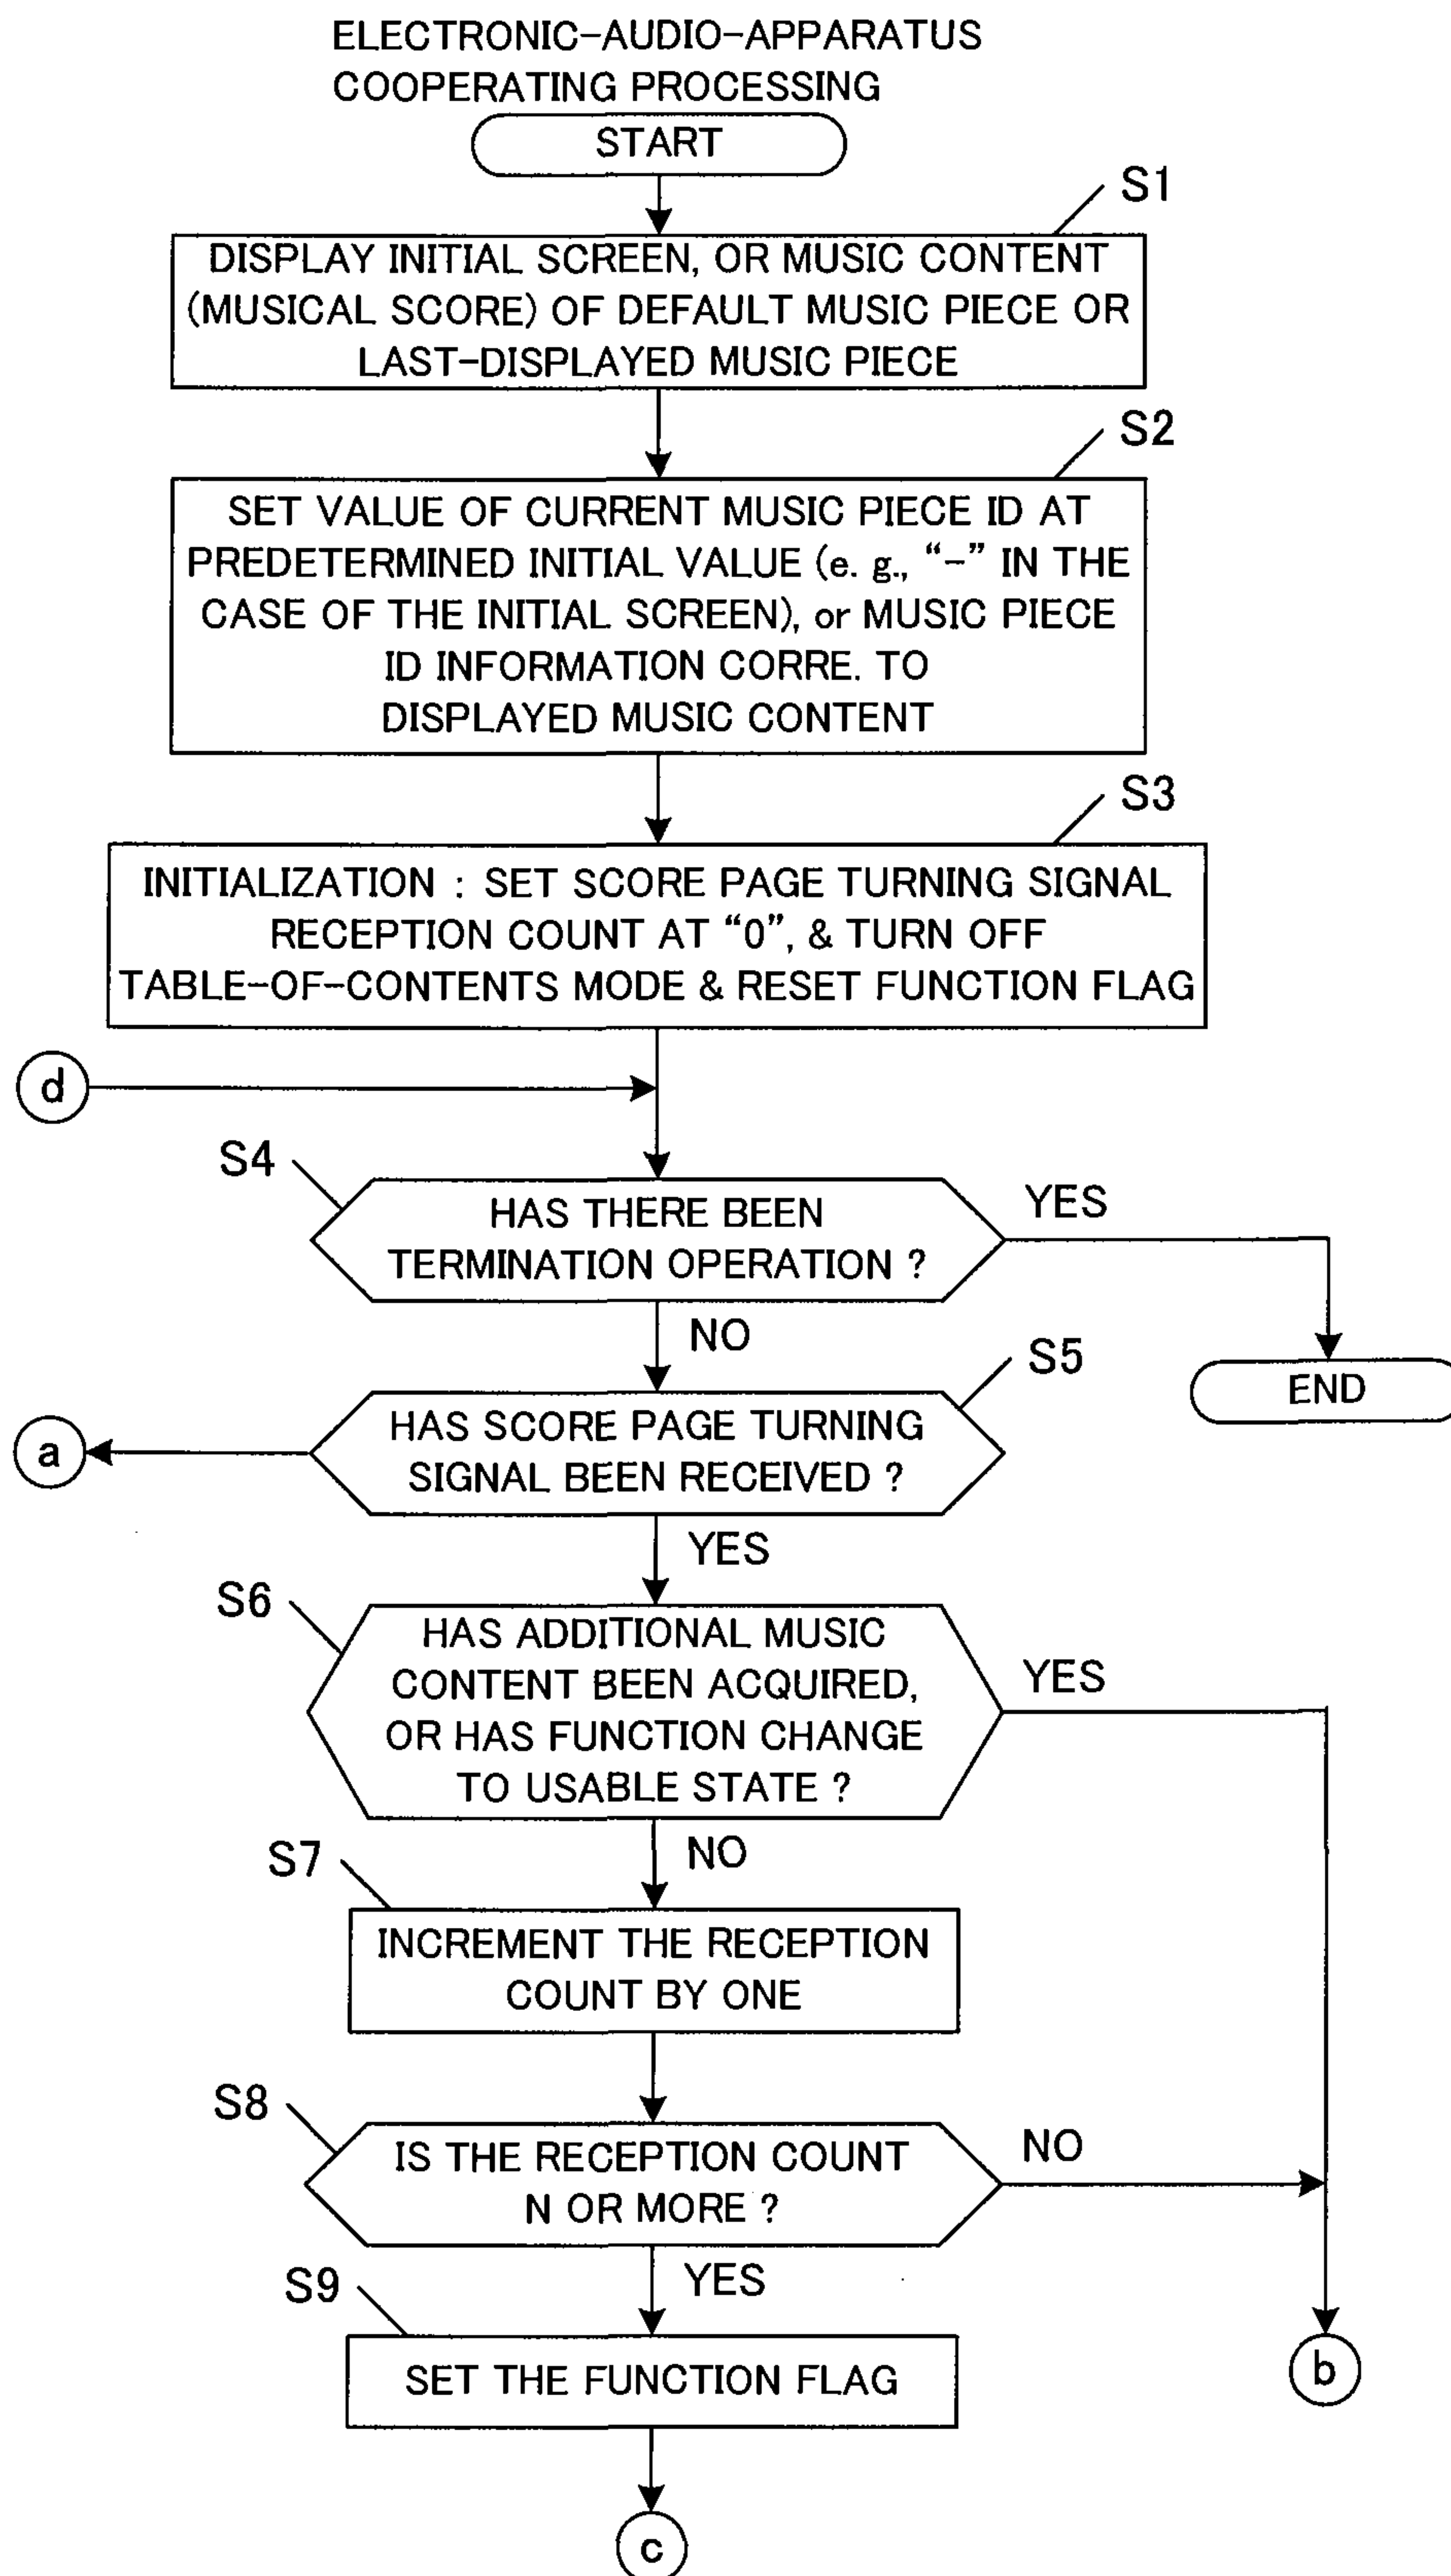 ELECTRONIC-AUDIO-APPARATUS
COOPERATING PROCESSING
START
S1
DISPLAY INITIAL SCREEN, OR MUSIC CONTENT
(MUSICAL SCORE) OF DEFAULT MUSIC PIECE OR
LAST-DISPLAYED MUSIC PIECE
S2
SET VALUE OF CURRENT MUSIC PIECE ID AT
PREDETERMINED INITIAL VALUE (e. g., “-” IN THE
CASE OF THE INITIAL SCREEN), or MUSIC PIECE
ID INFORMATION CORRE. TO
DISPLAYED MUSIC CONTENT
S3
INITIALIZATION : SET SCORE PAGE TURNING SIGNAL
RECEPTION COUNT AT “0”, & TURN OFF
TABLE-OF-CONTENTS MODE & RESET FUNCTION FLAG
d
S4
HAS THERE BEEN
TERMINATION OPERATION ?
YES
NO
END
S5
HAS SCORE PAGE TURNING
SIGNAL BEEN RECEIVED ?
a
YES
S6
HAS ADDITIONAL MUSIC
CONTENT BEEN ACQUIRED,
OR HAS FUNCTION CHANGE
TO USABLE STATE ?
YES
NO
S7
INCREMENT THE RECEPTION
COUNT BY ONE
S8
IS THE RECEPTION COUNT
N OR MORE ?
NO
YES
S9
SET THE FUNCTION FLAG
b
c